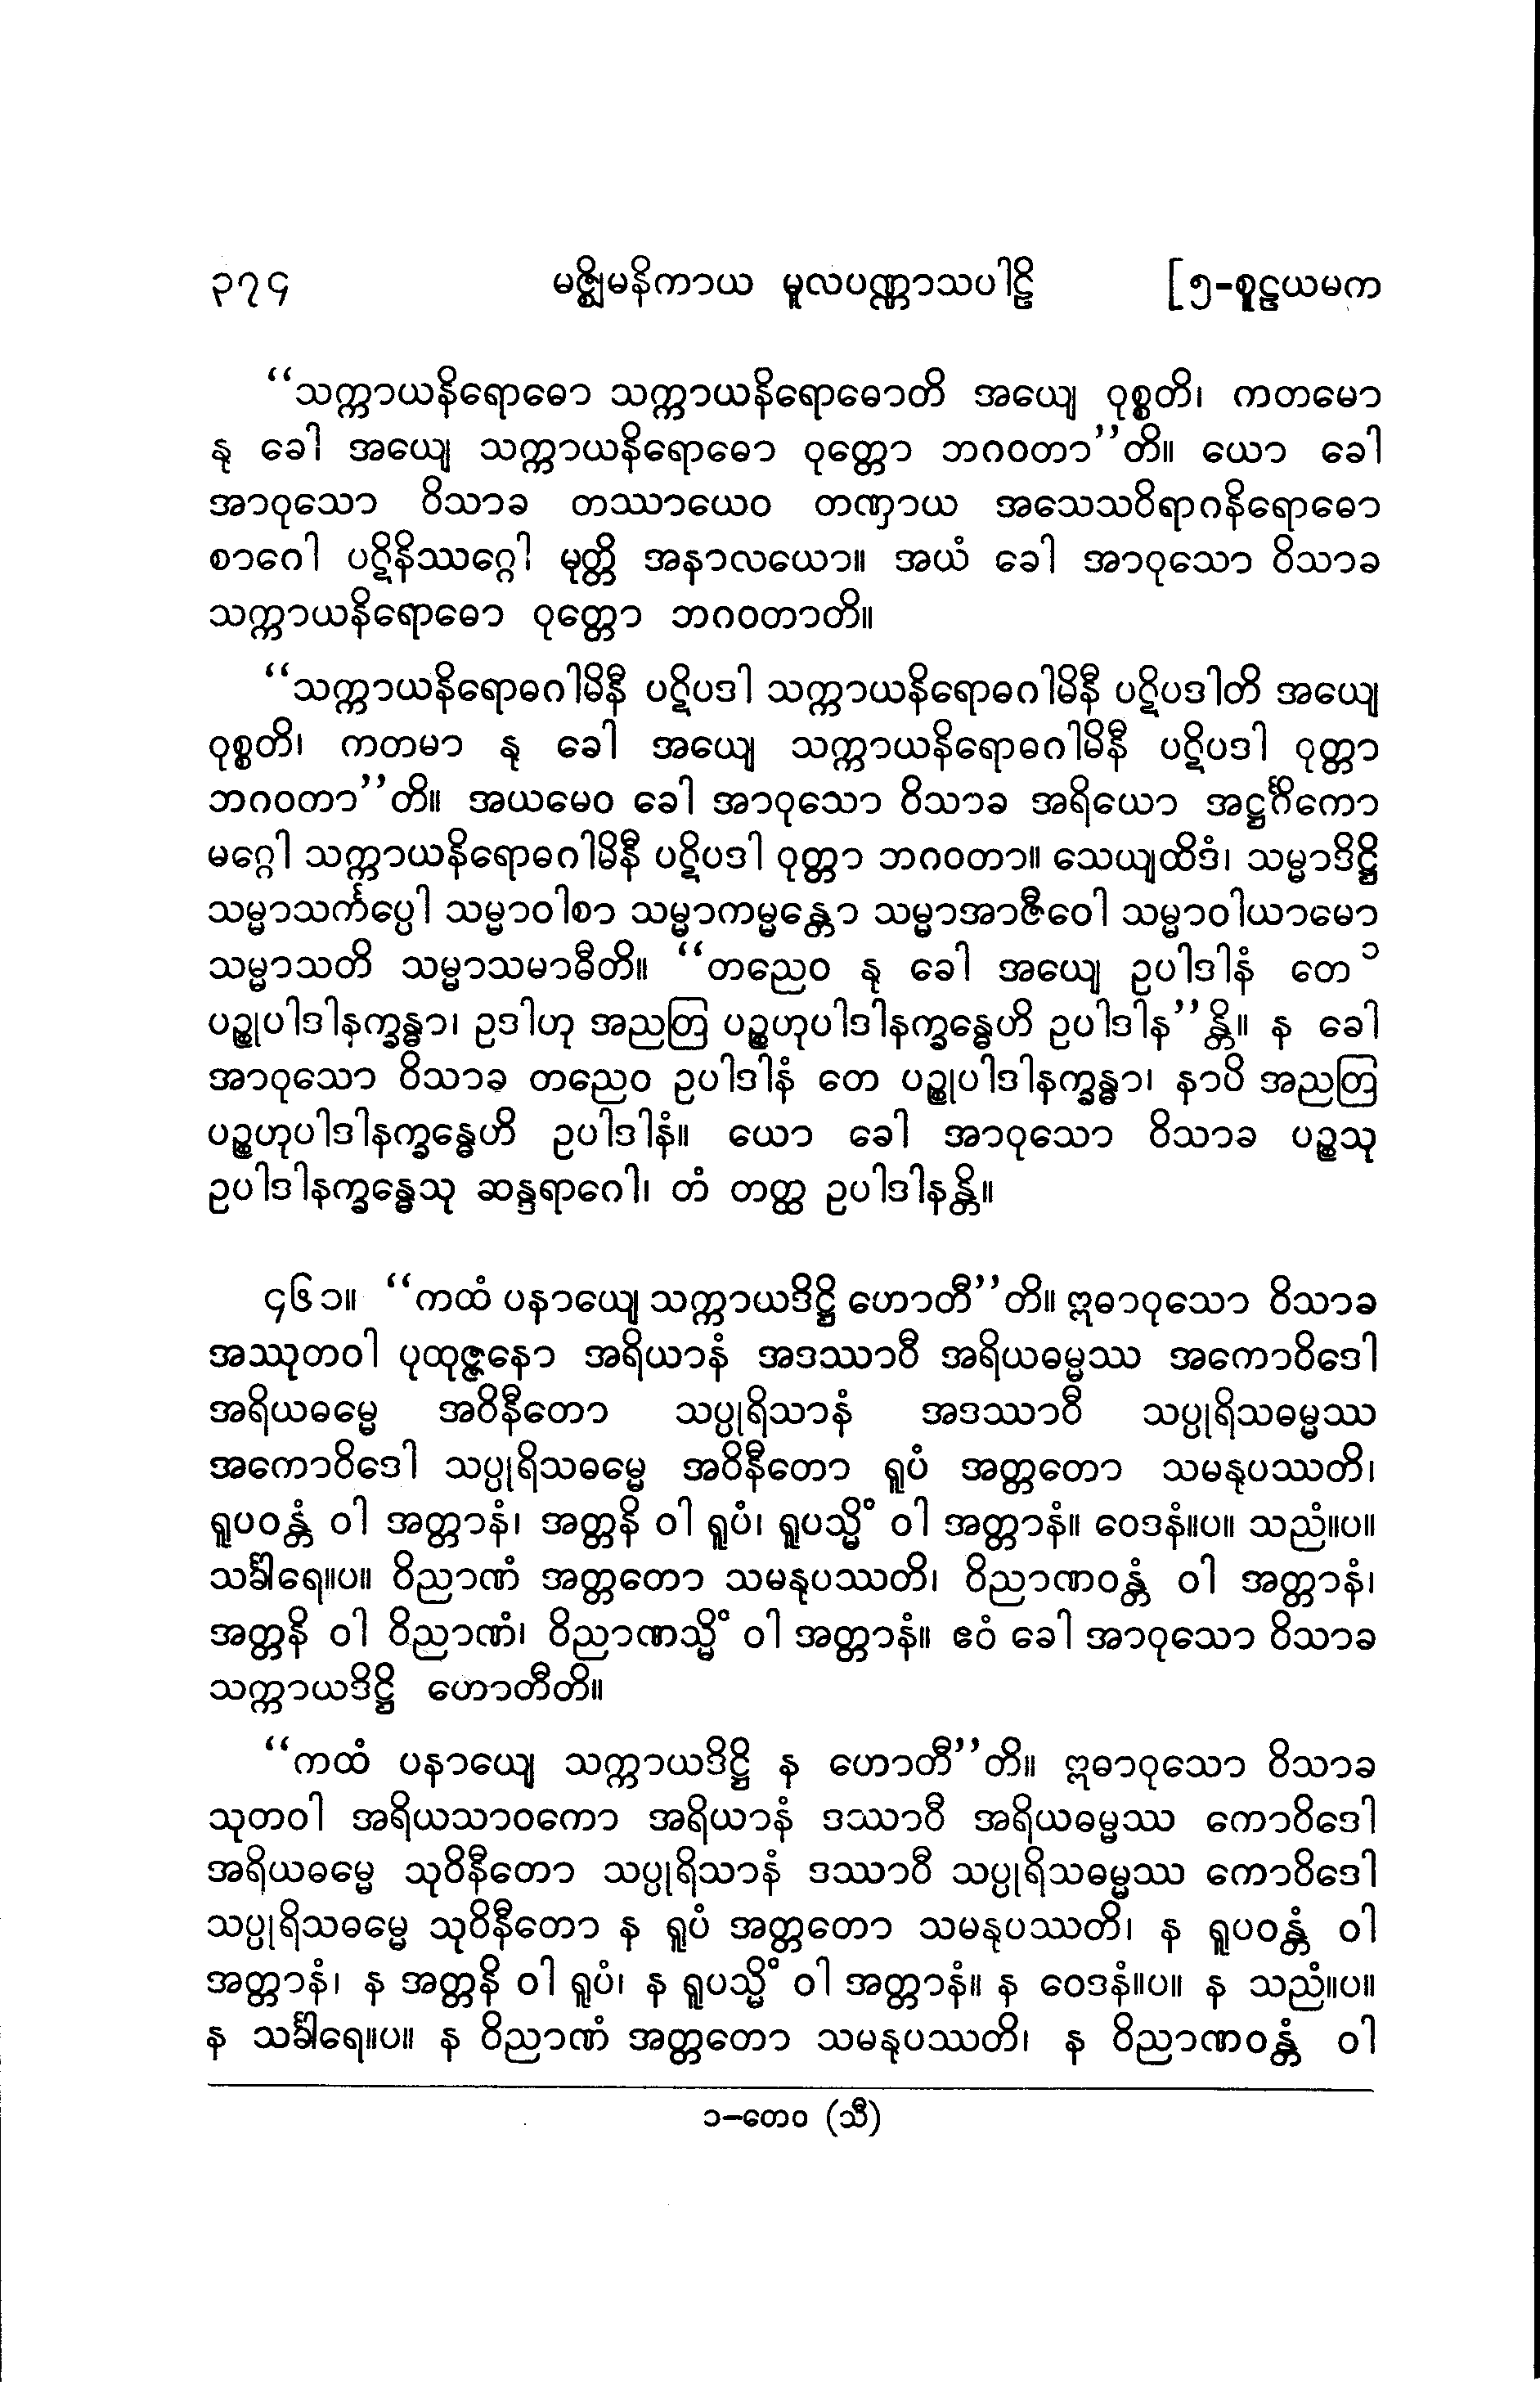 ၃၇၄ မဇ္ဈိမနိကာယ မူလပဏ္ဏာသပါဠိ [၅-စူဠယမက
“သက္ကာယနိရောဓော သက္ကာယနိရောဓောတိ အယျေ ဝုစ္စတိ၊ ကတမော
နု ခေါ အယျေ သက္ကာယနိရောဓော ဝုတ္တော ဘဂဝတာ”တိ။ ယော ခေါ
အာဝုသော ဝိသာခ တဿာယေဝ တဏှာယ အသေသဝိရာဂနိရောဓော
စာဂေါ ပဋိနိဿဂ္ဂေါ မုတ္တိ အနာလယော။ အယံ ခေါ အာဝုသော ဝိသာခ
သက္ကာယနိရောဓော ဝုတ္တော ဘဂဝတာတိ။
“သက္ကာယနိရောဓဂါမိနီ ပဋိပဒါ သက္ကာယနိရောဓဂါမိနီ ပဋိပဒါတိ အယျေ
ဝုစ္စတိ၊ ကတမာ နု ခေါ အယျေ သက္ကာယနိရောဓဂါမိနီ ပဋိပဒါ ဝုတ္တာ
ဘဂဝတာ”တိ။ အယမေဝ ခေါ အာဝုသော ဝိသာခ အရိယော အဋ္ဌင်္ဂိကော
မဂ္ဂေါ သက္ကာယနိရောဓဂါမိနီ ပဋိပဒါ ဝုတ္တာ ဘဂဝတာ။ သေယျထိဒံ၊ သမ္မာဒိဋ္ဌိ
သမ္မာသင်္ကပ္ပေါ သမ္မာဝါစာ သမ္မာကမ္မန္တော သမ္မာအာဇီဝေါ သမ္မာဝါယာမော
သမ္မာသတိ သမ္မာသမာဓီတိ။ “တညေဝ နု ခေါ အယျေ ဥပါဒါနံ တေ ၁
ပဉ္စုပါဒါနက္ခန္ဓာ၊ ဥဒါဟု အညတြ ပဉ္စဟုပါဒါနက္ခန္ဓေဟိ ဥပါဒါန”န္တိ။ န ခေါ
အာဝုသော ဝိသာခ တညေဝ ဥပါဒါနံ တေ ပဉ္စုပါဒါနက္ခန္ဓာ၊ နာပိ အညတြ
ပဉ္စဟုပါဒါနက္ခန္ဓေဟိ ဥပါဒါနံ။ ယော ခေါ အာဝုသော ဝိသာခ ပဉ္စသု
ဥပါဒါနက္ခန္ဓေသု ဆန္ဒရာဂေါ၊ တံ တတ္ထ ဥပါဒါနန္တိ။
၄၆၁။ “ကထံ ပနာယျေ သက္ကာယဒိဋ္ဌိ ဟောတီ”တိ။ ဣဓာဝုသော ဝိသာခ
အဿုတဝါ ပုထုဇ္ဇနော အရိယာနံ အဒဿာဝီ အရိယဓမ္မဿ အကောဝိဒေါ
အရိယဓမ္မေ အဝိနီတော သပ္ပုရိသာနံ အဒဿာဝီ သပ္ပုရိသဓမ္မဿ
အကောဝိဒေါ သပ္ပုရိသဓမ္မေ အဝိနီတော ရူပံ အတ္တတော သမနုပဿတိ၊
ရူပဝန္တံ ဝါ အတ္တာနံ၊ အတ္တနိ ဝါ ရူပံ၊ ရူပသ္မိံ ဝါ အတ္တာနံ။ ဝေဒနံ။ပ။ သညံ။ပ။
သင်္ခါရေ။ပ။ ဝိညာဏံ အတ္တတော သမနုပဿတိ၊ ဝိညာဏဝန္တံ ဝါ အတ္တာနံ၊
အတ္တနိ ဝါ ဝိညာဏံ၊ ဝိညာဏသ္မိံ ဝါ အတ္တာနံ။ ဧဝံ ခေါ အာဝုသော ဝိသာခ
သက္ကာယဒိဋ္ဌိ ဟောတီတိ။
“ကထံ ပနာယျေ သက္ကာယဒိဋ္ဌိ န ဟောတီ”တိ။ ဣဓာဝုသော ဝိသာခ
သုတဝါ အရိယသာဝကော အရိယာနံ ဒဿာဝီ အရိယဓမ္မဿ ကောဝိဒေါ
အရိယဓမ္မေ သုဝိနီတော သပ္ပုရိသာနံ ဒဿာဝီ သပ္ပုရိသဓမ္မဿ ကောဝိဒေါ
သပ္ပုရိသဓမ္မေ သုဝိနီတော န ရူပံ အတ္တတော သမနုပဿတိ၊ န ရူပဝန္တံ ဝါ
အတ္တာနံ၊ န အတ္တနိ ဝါ ရူပံ၊ န ရူပသ္မိံ ဝါ အတ္တာနံ။ န ဝေဒနံ။ပ။ န သညံ။ပ။
န သင်္ခါရေ။ပ။ န ဝိညာဏံ အတ္တတော သမနုပဿတိ၊ န ဝိညာဏဝန္တံ ဝါ
၁-တေဝ (သီ)